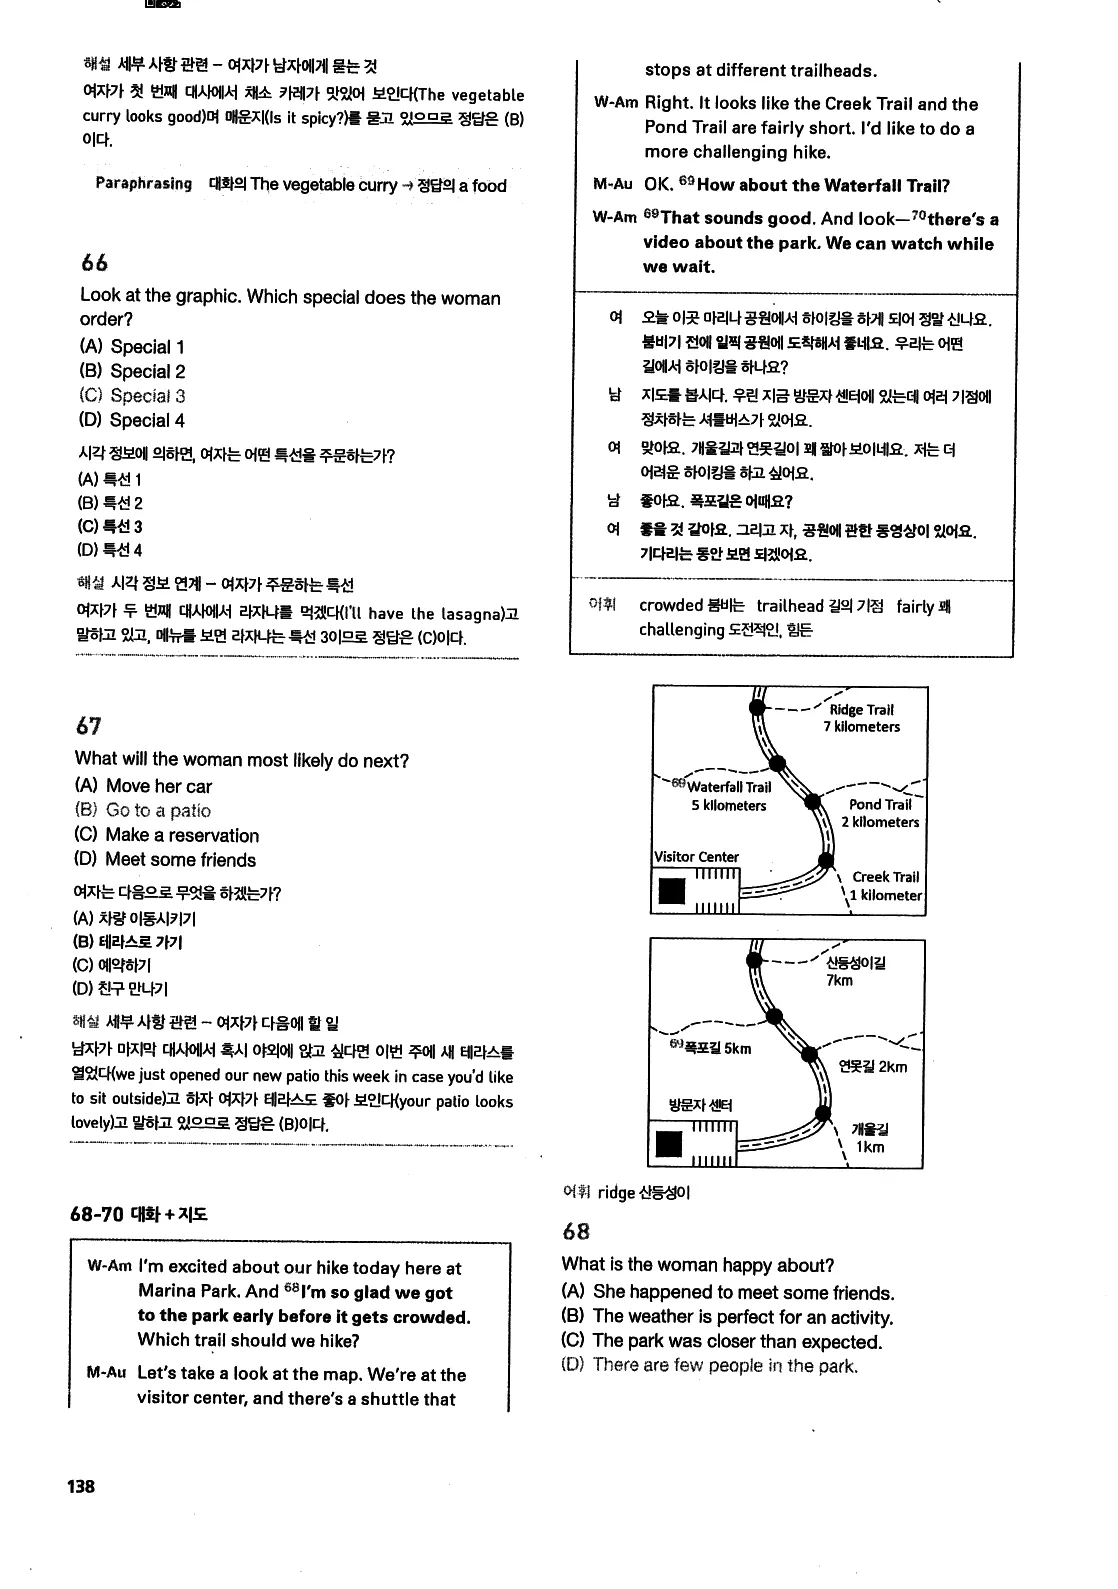 해설 세부 사항 관련 – 여자가 남자에게 묻는 것
여자가 첫 번째 대사에서 채소 카레가 맛있어 보인다(The vegetable
curry looks good)며 매운지(Is it spicy?)를 묻고 있으므로 정답은 (B)
이다.
Paraphrasing 대화의 The vegetable curry → 정답의 a food
66
Look at the graphic. Which special does the woman
order?
(A) Special 1
(B) Special 2
(C) Special 3
(D) Special 4
시각 정보에 의하면, 여자는 어떤 특선을 주문하는가?
(A) 특선 1
(B) 특선 2
(C) 특선 3
(D) 특선 4
해설 시각 정보 연계 – 여자가 주문하는 특선
여자가 두 번째 대사에서 라자냐를 먹겠다(I'll have the lasagna)고
말하고 있고, 메뉴를 보면 라자냐는 특선 3이므로 정답은 (C)이다.
67
What will the woman most likely do next?
(A) Move her car
(B) Go to a patio
(C) Make a reservation
(D) Meet some friends
여자는 다음으로 무엇을 하겠는가?
(A) 차량 이동시키기
(B) 테라스로 가기
(C) 예약하기
(D) 친구 만나기
해설 세부 사항 관련 – 여자가 다음에 할 일
남자가 마지막 대사에서 혹시 야외에 앉고 싶다면 이번 주에 새 테라스를
열었다(we just opened our new patio this week in case you'd like
to sit outside)고 하자 여자가 테라스도 좋아 보인다(your patio looks
lovely)고 말하고 있으므로 정답은 (B)이다.
68-70 대화 + 지도
W-Am I'm excited about our hike today here at
Marina Park. And 68I'm so glad we got
to the park early before it gets crowded.
Which trail should we hike?
M-Au Let's take a look at the map. We're at the
visitor center, and there's a shuttle that
138
stops at different trailheads.
W-Am Right. It looks like the Creek Trail and the
Pond Trail are fairly short. I'd like to do a
more challenging hike.
M-Au OK. 69How about the Waterfall Trail?
W-Am 69That sounds good. And look—70there's a
video about the park. We can watch while
we wait.
여 오늘 이곳 마리나 공원에서 하이킹을 하게 되어 정말 신나요.
붐비기 전에 일찍 공원에 도착해서 좋네요. 우리는 어떤
길에서 하이킹을 하나요?
남 지도를 봅시다. 우린 지금 방문자 센터에 있는데 여러 기점에
정차하는 셔틀버스가 있어요.
여 맞아요. 개울길과 연못길이 꽤 짧아 보이네요. 저는 더
어려운 하이킹을 하고 싶어요.
남 좋아요. 폭포길은 어때요?
여 좋을 것 같아요. 그리고 자, 공원에 관한 동영상이 있어요.
기다리는 동안 보면 되겠어요.
어휘 crowded 붐비는 trailhead 길의 기점 fairly 꽤
challenging 도전적인, 힘든
Ridge Trail
7 kilometers
69Waterfall Trail
5 kilometers
Pond Trail
2 kilometers
Visitor Center
Creek Trail
1 kilometer
산등성이길
7km
69폭포길 5km
연못길 2km
방문자 센터
개울길
1km
어휘 ridge 산등성이
68
What is the woman happy about?
(A) She happened to meet some friends.
(B) The weather is perfect for an activity.
(C) The park was closer than expected.
(D) There are few people in the park.